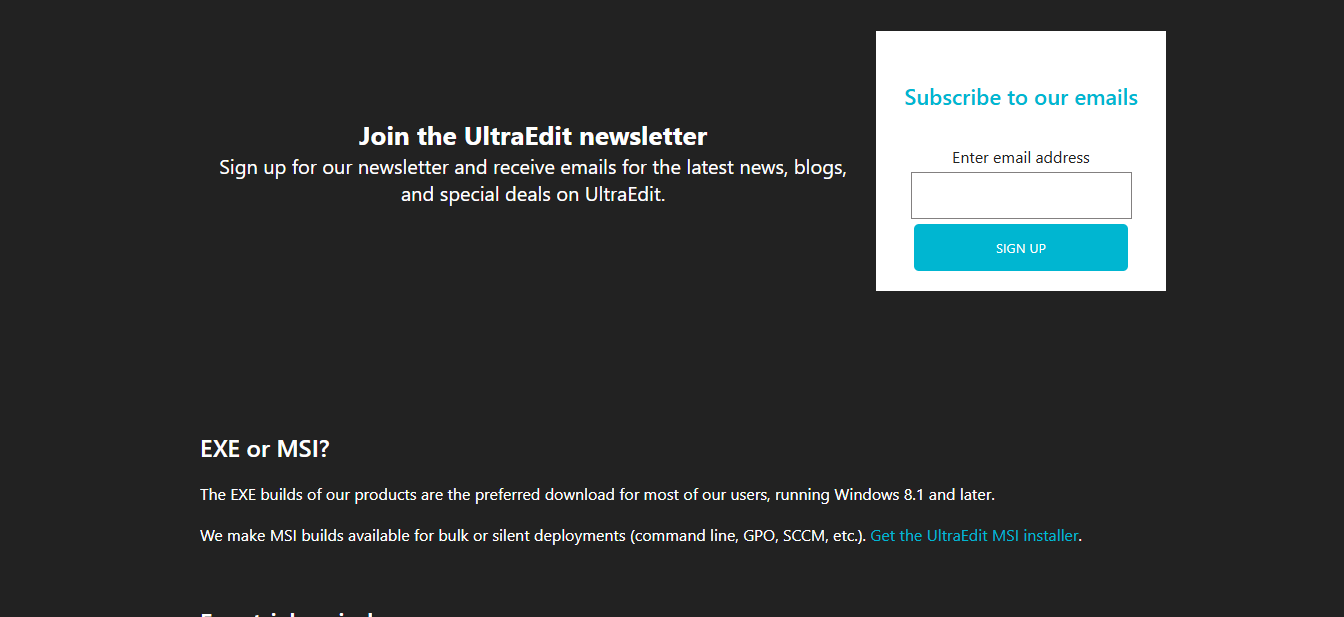 Join the UltraEdit newsletter
Sign up for our newsletter and receive emails for the latest news, blogs,
and special deals on UltraEdit.
Subscribe to our emails
Enter email address
SIGN UP
EXE or MSI?
The EXE builds of our products are the preferred download for most of our users, running Windows 8.1 and later.
We make MSI builds available for bulk or silent deployments (command line, GPO, SCCM, etc.). Get the UltraEdit MSI installer.